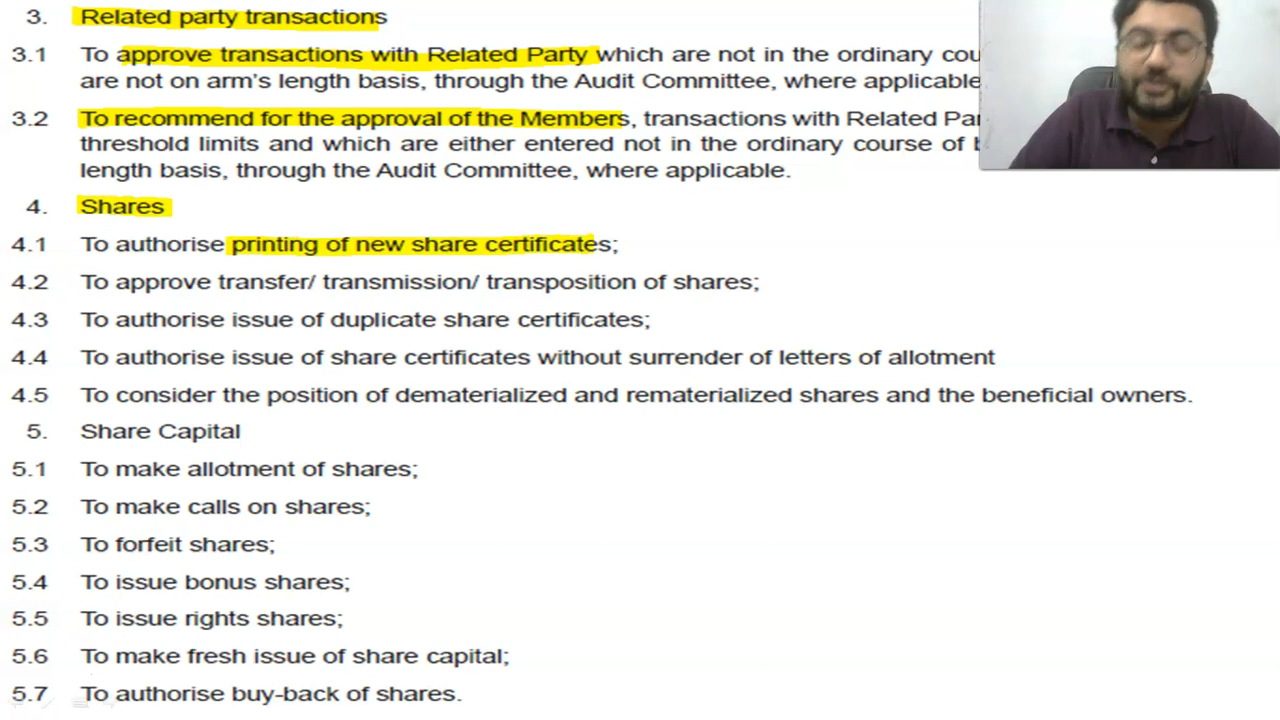 3. Related party transactions
3.1 To approve transactions with Related Party which are not in the ordinary
are not on arm's length basis, through the Audit Committee, where applicable
3.2 To recommend for the approval of the Members, transactions with Related
threshold limits and which are either entered not in the ordinary course of
length basis, through the Audit Committee, where applicable.
4. Shares
4.1 To authorise printing of new share certificates;
4.2 To approve transfer/ transmission/ transposition of shares;
4.3 To authorise issue of duplicate share certificates;
4.4 To authorise issue of share certificates without surrender of letters of allotment
4.5 To consider the position of dematerialized and rematerialized shares and the beneficial owners.
5. Share Capital
5.1 To make allotment of shares;
5.2 To make calls on shares;
5.3 To forfeit shares;
5.4 To issue bonus shares;
5.5 To issue rights shares;
5.6 To make fresh issue of share capital;
5.7 To authorise buy-back of shares.